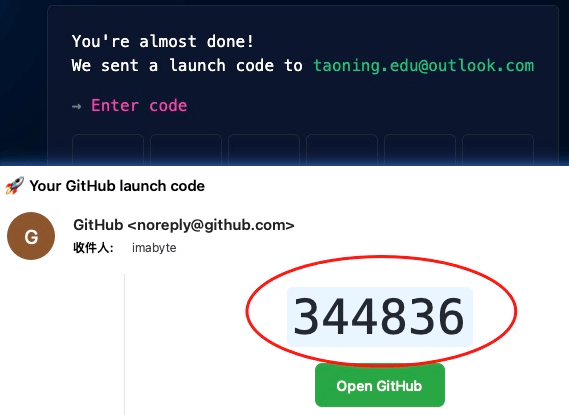 You're almost done!
We sent a launch code to taoning.edu@outlook.com
→ Enter code
🚀 Your GitHub launch code
G
GitHub <noreply@github.com>
收件人： imabyte
344836
Open GitHub